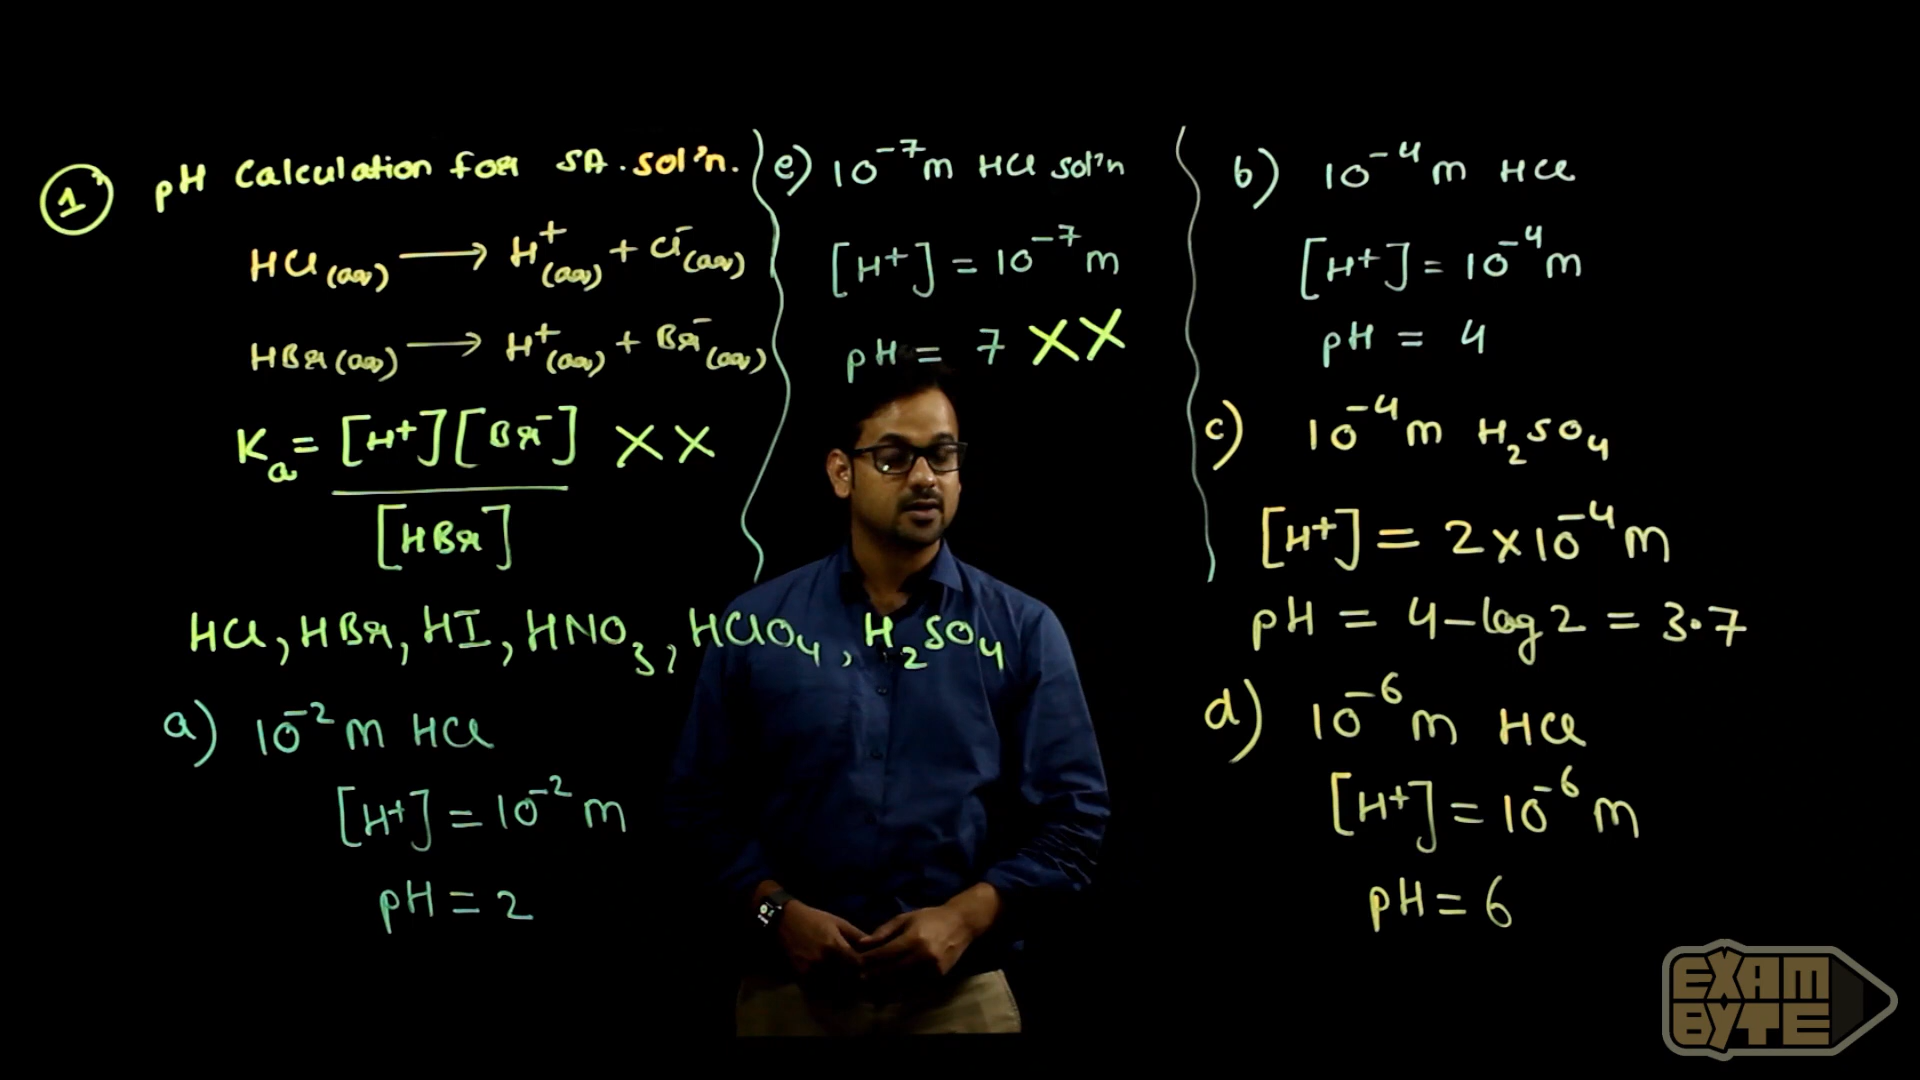 1 pH Calculation for SA. sol'n.
HCl(aq) ⟶ H⁺(aq) + Cl⁻(aq)
HBr(aq) ⟶ H⁺(aq) + Br⁻(aq)
Kₐ = [H⁺][Br⁻] XX
[HBr]
HCl, HBr, HI, HNO₃, HClO₄, H₂SO₄
a) 10⁻² m HCl
[H⁺] = 10⁻² m
pH = 2
e) 10⁻⁷ m HCl sol'n
[H⁺] = 10⁻⁷ m
pH = 7 XX
b) 10⁻⁴ m HCl
[H⁺] = 10⁻⁴ m
pH = 4
c) 10⁻⁴ m H₂SO₄
[H⁺] = 2 × 10⁻⁴ m
pH = 4 – log 2 = 3.7
d) 10⁻⁶ m HCl
[H⁺] = 10⁻⁶ m
pH = 6
EXAM
BYTE